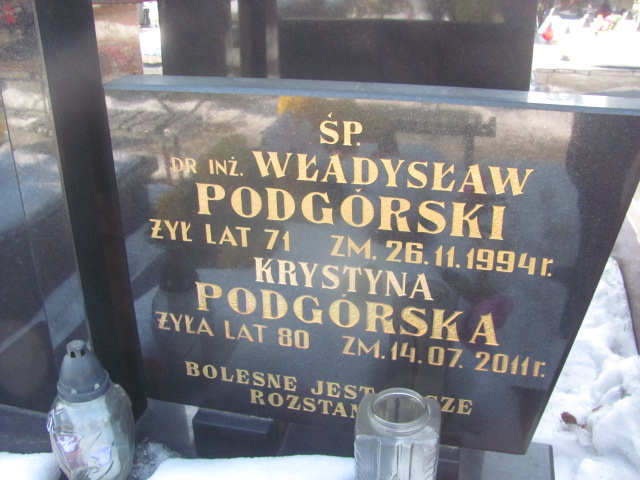 ŚP.
DR INŻ. WŁADYSŁAW
PODGÓRSKI
ŻYŁ LAT 71 ZM. 26.11.1994 r.
KRYSTYNA
PODGÓRSKA
ŻYŁA LAT 80 ZM. 14.07.2011 r.
BOLESNE JEST